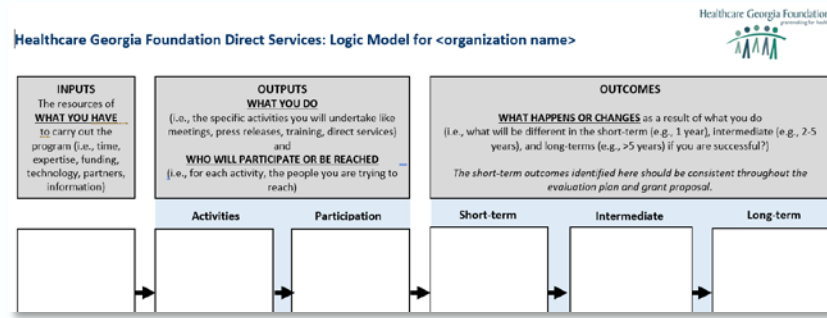 Healthcare Georgia Foundation
grantmaking for health
Healthcare Georgia Foundation Direct Services: Logic Model for <organization name>
INPUTS
The resources of
WHAT YOU HAVE
to carry out the
program (i.e., time,
expertise, funding,
technology, partners,
information)
OUTPUTS
WHAT YOU DO
(i.e., the specific activities you will undertake like
meetings, press releases, training, direct services)
and
WHO WILL PARTICIPATE OR BE REACHED
(i.e., for each activity, the people you are trying to
reach)
OUTCOMES
WHAT HAPPENS OR CHANGES as a result of what you do
(i.e., what will be different in the short-term (e.g., 1 year), intermediate (e.g., 2-5
years), and long-terms (e.g., >5 years) if you are successful?)
The short-term outcomes identified here should be consistent throughout the
evaluation plan and grant proposal.
Activities
Participation
Short-term
Intermediate
Long-term